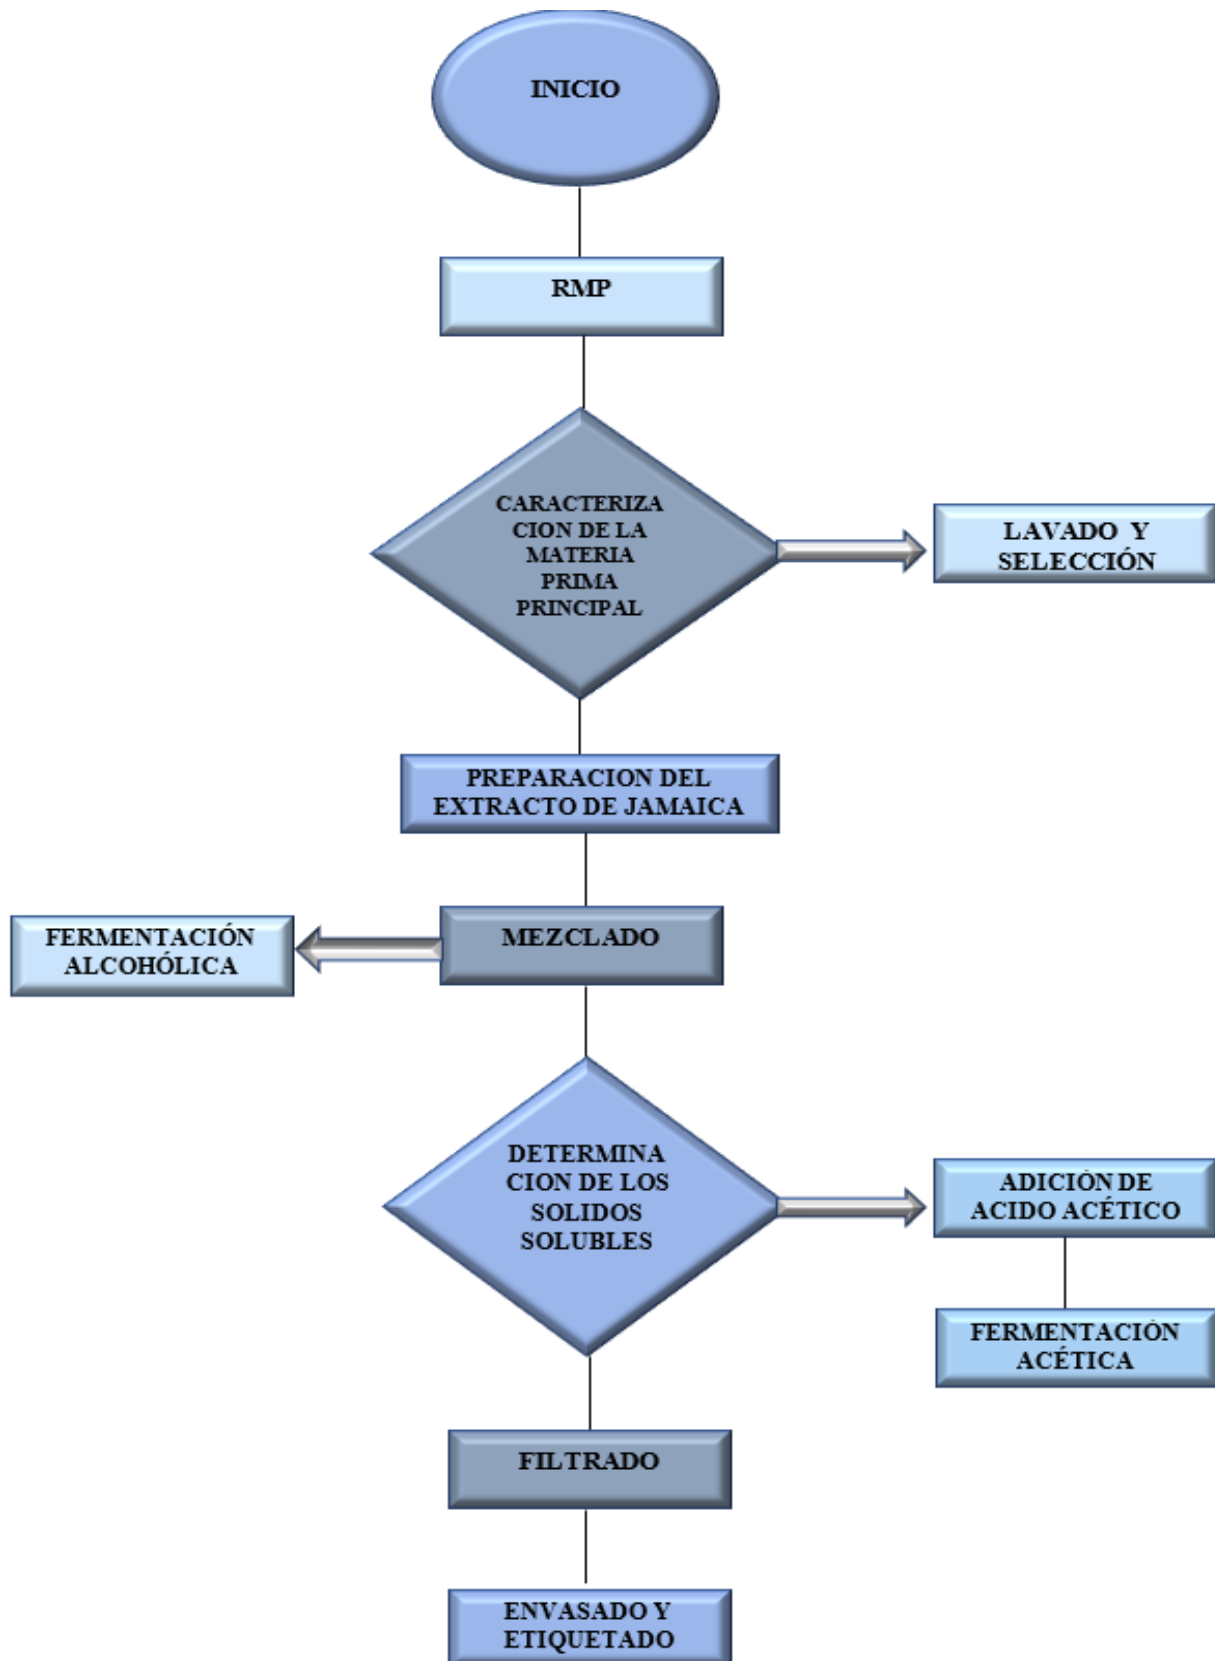 INICIO
RMP
CARACTERIZA
CION DE LA
MATERIA
PRIMA
PRINCIPAL
LAVADO Y
SELECCIÓN
PREPARACION DEL
EXTRACTO DE JAMAICA
MEZCLADO
FERMENTACIÓN
ALCOHÓLICA
DETERMINA
CION DE LOS
SOLIDOS
SOLUBLES
ADICIÓN DE
ACIDO ACÉTICO
FERMENTACIÓN
ACÉTICA
FILTRADO
ENVASADO Y
ETIQUETADO